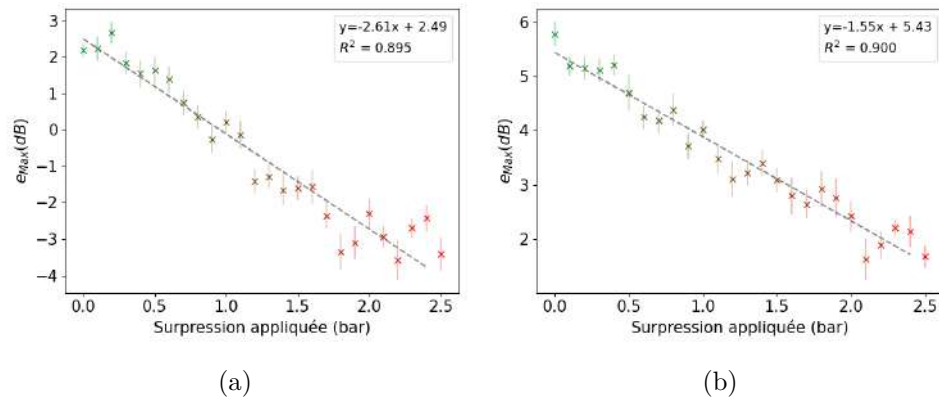 y=-2.61x + 2.49
R² = 0.895
3
2
1
0
−1
−2
−3
−4
e_Max(dB)
0.0 0.5 1.0 1.5 2.0 2.5
Surpression appliquée (bar)
(a)
y=-1.55x + 5.43
R² = 0.900
6
5
4
3
2
e_Max(dB)
0.0 0.5 1.0 1.5 2.0 2.5
Surpression appliquée (bar)
(b)